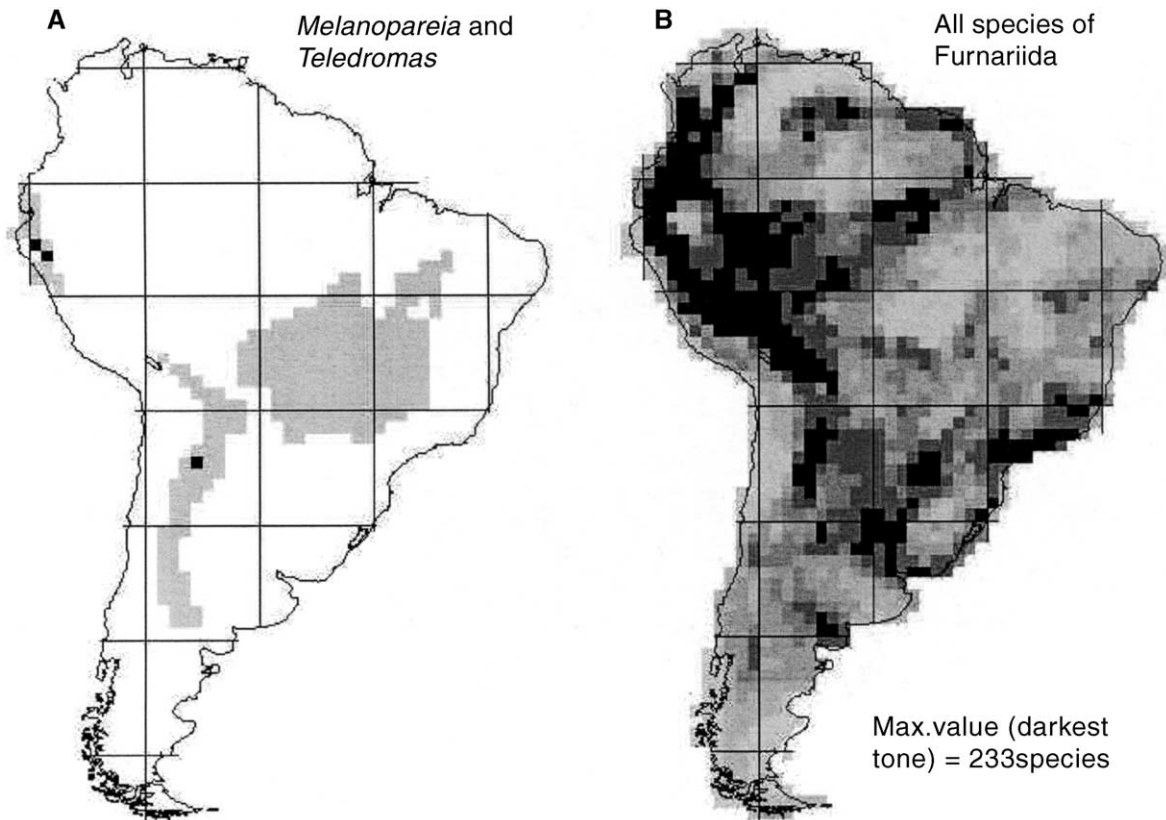 A
Melanopareia and
Teledromas
B
All species of
Furnariida
Max.value (darkest
tone) = 233species